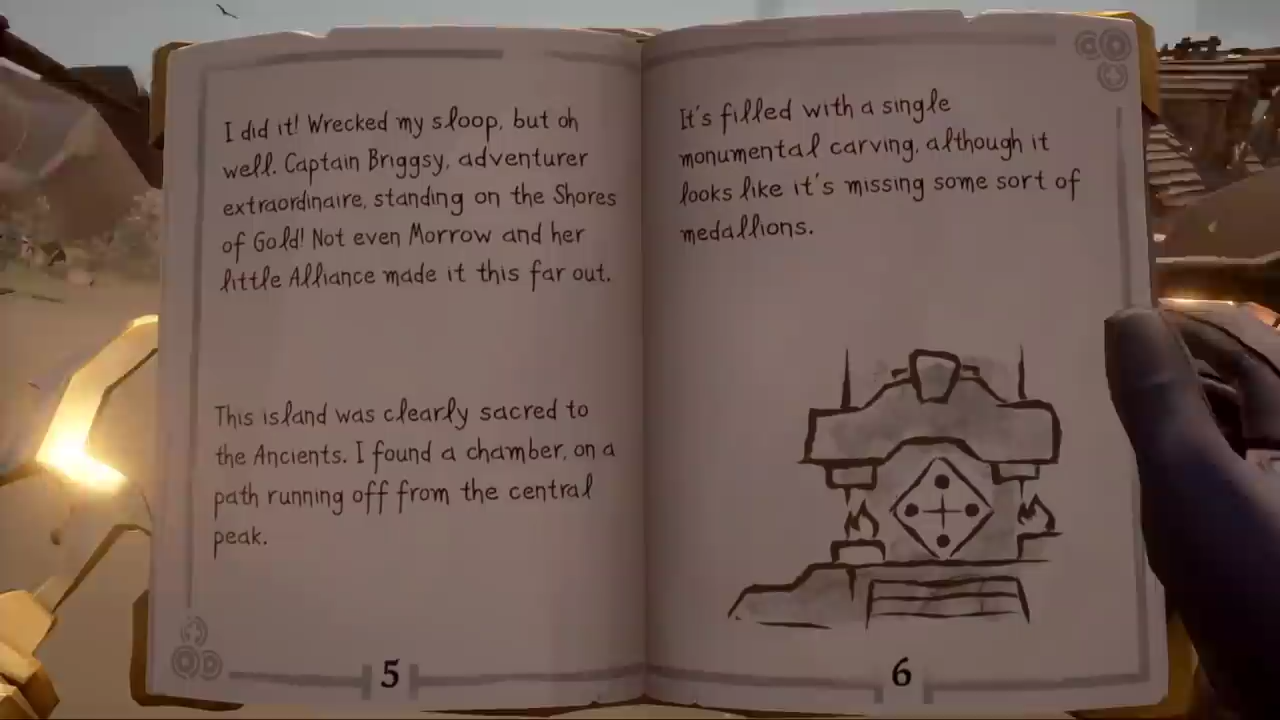 I did it! Wrecked my sloop, but oh
well. Captain Briggsy, adventurer
extraordinaire, standing on the Shores
of Gold! Not even Morrow and her
little Alliance made it this far out.
This island was clearly sacred to
the Ancients. I found a chamber, on a
path running off from the central
peak.
5
It's filled with a single
monumental carving, although it
looks like it's missing some sort of
medallions.
6